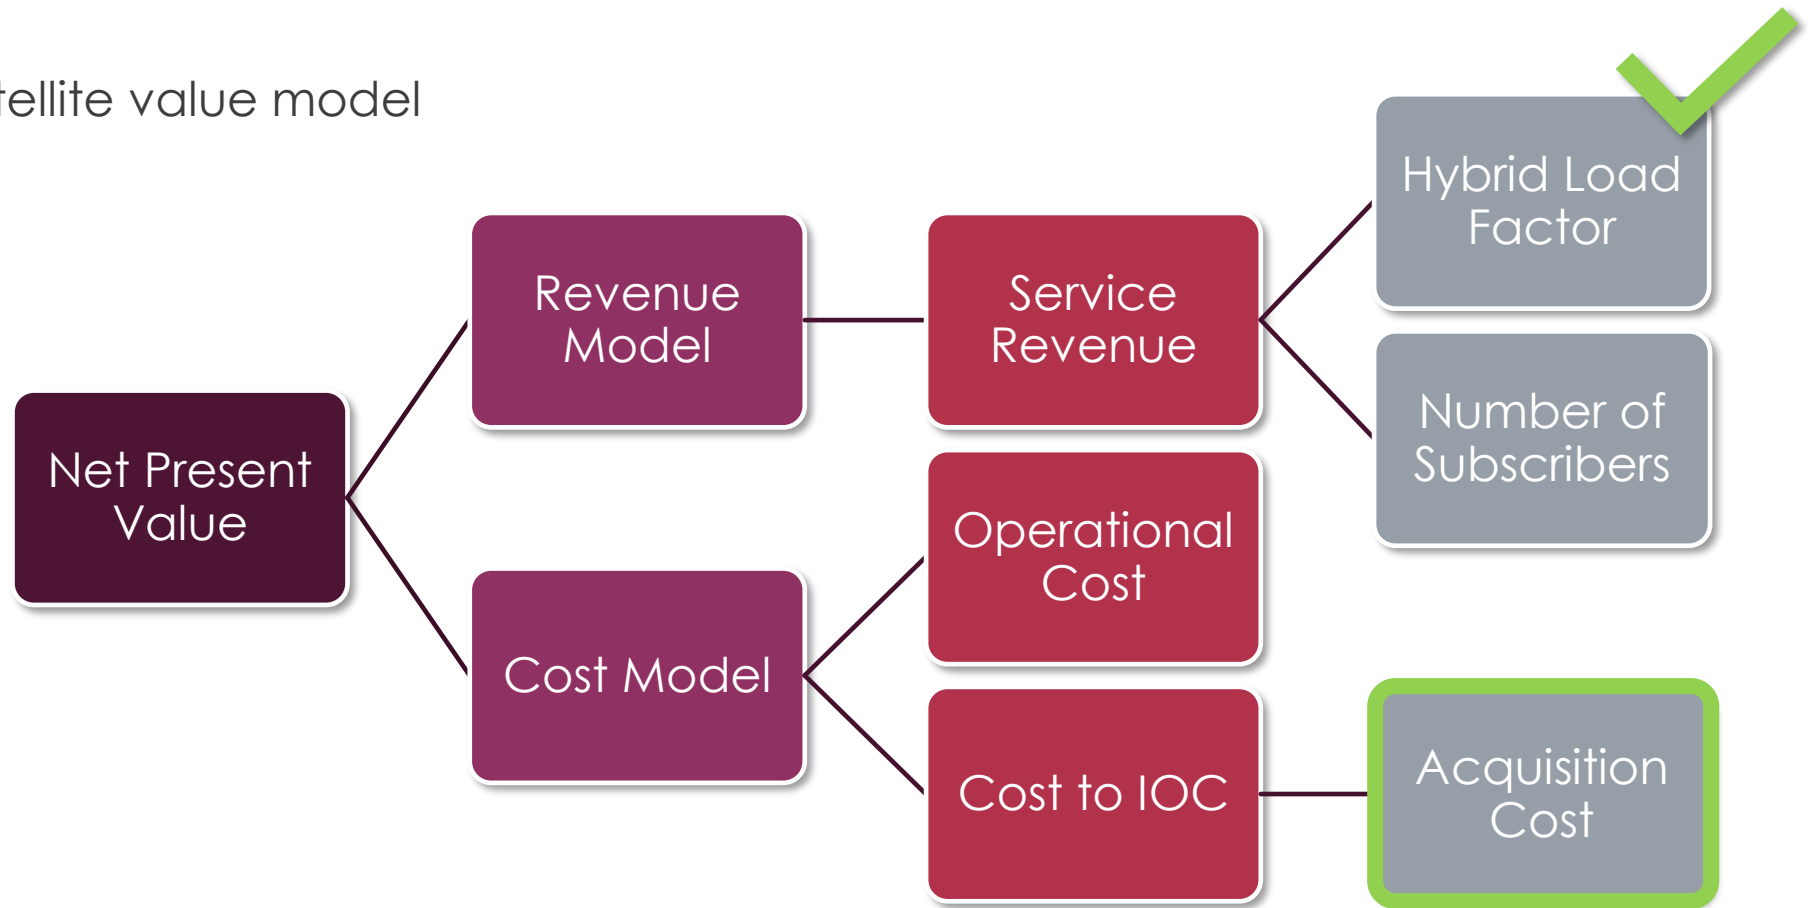 tellite value model
Hybrid Load
Factor
Revenue
Model
Service
Revenue
Number of
Subscribers
Net Present
Value
Operational
Cost
Cost Model
Cost to IOC
Acquisition
Cost